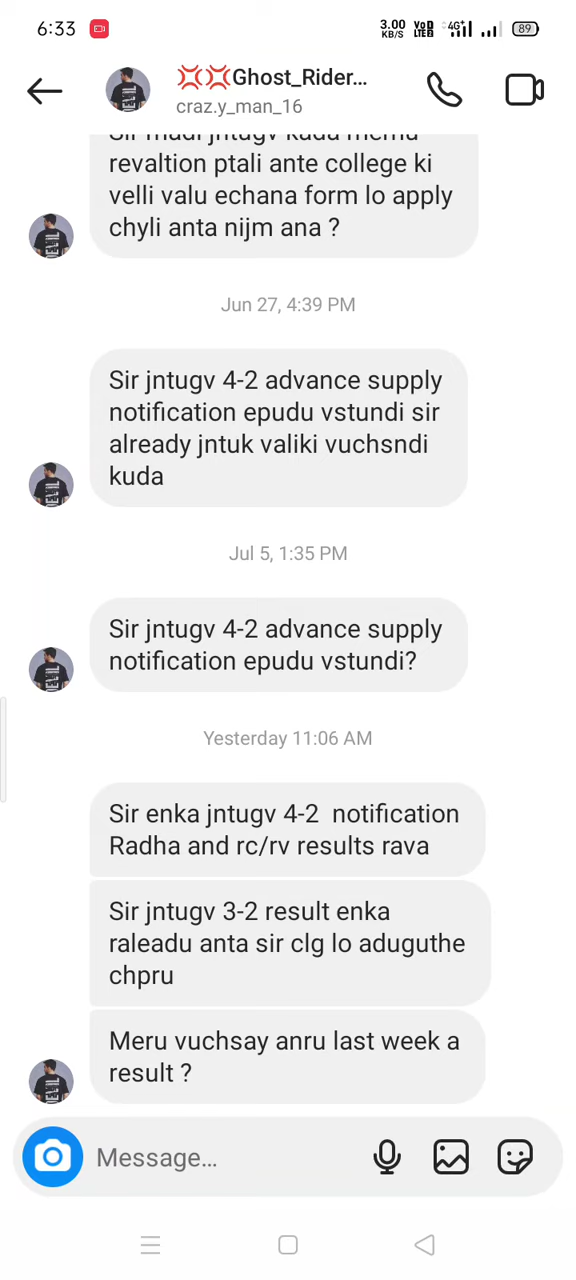 6:33
3.00
KB/S
4G+
89
Ghost_Rider...
craz.y_man_16
Sir madi jntugv kada memu
revaltion ptali ante college ki
velli valu echana form lo apply
chyli anta nijm ana ?
Jun 27, 4:39 PM
Sir jntugv 4-2 advance supply
notification epudu vstundi sir
already jntuk valiki vuchsndi
kuda
Jul 5, 1:35 PM
Sir jntugv 4-2 advance supply
notification epudu vstundi?
Yesterday 11:06 AM
Sir enka jntugv 4-2 notification
Radha and rc/rv results rava
Sir jntugv 3-2 result enka
raleadu anta sir clg lo aduguthe
chpru
Meru vuchsay anru last week a
result ?
Message...